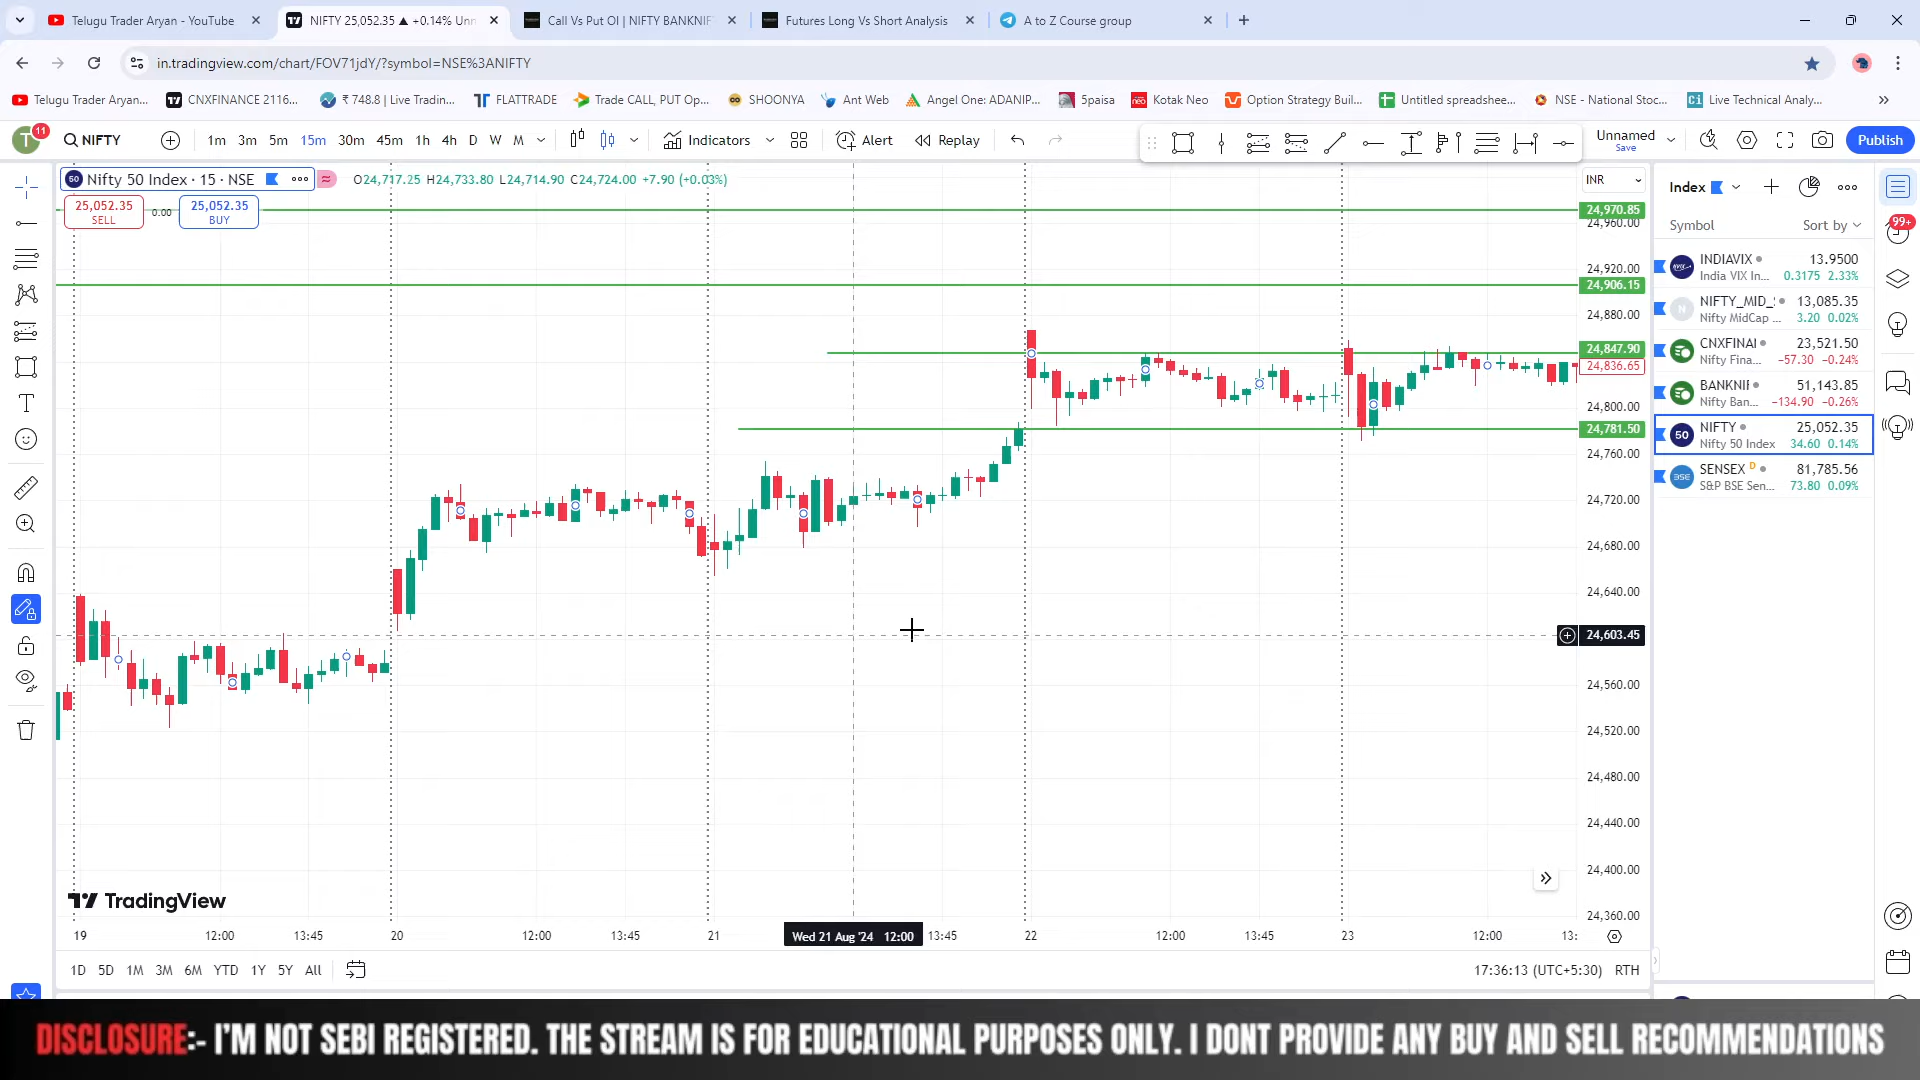 Telugu Trader Aryan - YouTube
NIFTY 25,052.35 ▲ +0.14% Unn
Call Vs Put OI | NIFTY BANKNIF
Futures Long Vs Short Analysis
A to Z Course group
in.tradingview.com/chart/FOV71jdY/?symbol=NSE%3ANIFTY
Telugu Trader Aryan...
CNXFINANCE 2116...
₹ 748.8 | Live Tradin...
FLATTRADE
Trade CALL, PUT Op...
SHOONYA
Ant Web
Angel One: ADANIP...
5paisa
Kotak Neo
Option Strategy Buil...
Untitled spreadshee...
NSE - National Stoc...
Live Technical Analy...
T 11
NIFTY
1m 3m 5m 15m 30m 45m 1h 4h D W M
Indicators
Alert
Replay
Unnamed
Save
Publish
50 Nifty 50 Index · 15 · NSE
O24,717.25 H24,733.80 L24,714.90 C24,724.00 +7.90 (+0.03%)
25,052.35
SELL
0.00
25,052.35
BUY
INR
24,970.85
24,960.00
24,920.00
24,906.15
24,880.00
24,847.90
24,836.65
24,800.00
24,781.50
24,760.00
24,720.00
24,680.00
24,640.00
24,603.45
24,560.00
24,520.00
24,480.00
24,440.00
24,400.00
24,360.00
TradingView
19 12:00 13:45 20 12:00 13:45 21 Wed 21 Aug '24 12:00 13:45 22 12:00 13:45 23 12:00 13:
1D 5D 1M 3M 6M YTD 1Y 5Y All
17:36:13 (UTC+5:30) RTH
Index
Symbol Sort by
INDIAVIX 13.9500
India VIX In... 0.3175 2.33%
NIFTY_MID_ 13,085.35
Nifty MidCap ... 3.20 0.02%
CNXFINAI 23,521.50
Nifty Fina... −57.30 −0.24%
BANKNIF 51,143.85
Nifty Ban... −134.90 −0.26%
50 NIFTY 25,052.35
Nifty 50 Index 34.60 0.14%
SENSEX D 81,785.56
S&P BSE Sen... 73.80 0.09%
99+
DISCLOSURE:- I'M NOT SEBI REGISTERED. THE STREAM IS FOR EDUCATIONAL PURPOSES ONLY. I DONT PROVIDE ANY BUY AND SELL RECOMMENDATIONS